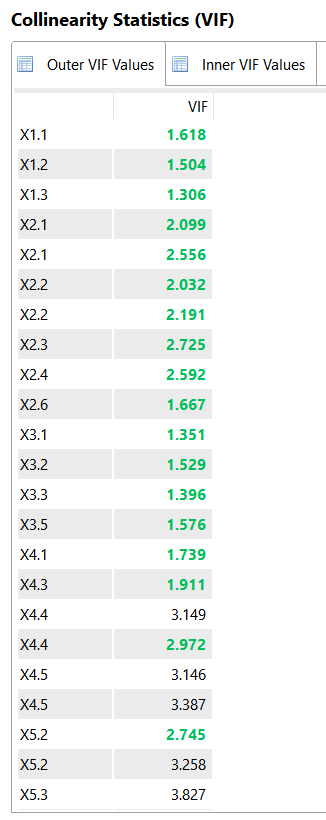 Collinearity Statistics (VIF)
Outer VIF Values Inner VIF Values
VIF
X1.1 1.618
X1.2 1.504
X1.3 1.306
X2.1 2.099
X2.1 2.556
X2.2 2.032
X2.2 2.191
X2.3 2.725
X2.4 2.592
X2.6 1.667
X3.1 1.351
X3.2 1.529
X3.3 1.396
X3.5 1.576
X4.1 1.739
X4.3 1.911
X4.4 3.149
X4.4 2.972
X4.5 3.146
X4.5 3.387
X5.2 2.745
X5.2 3.258
X5.3 3.827